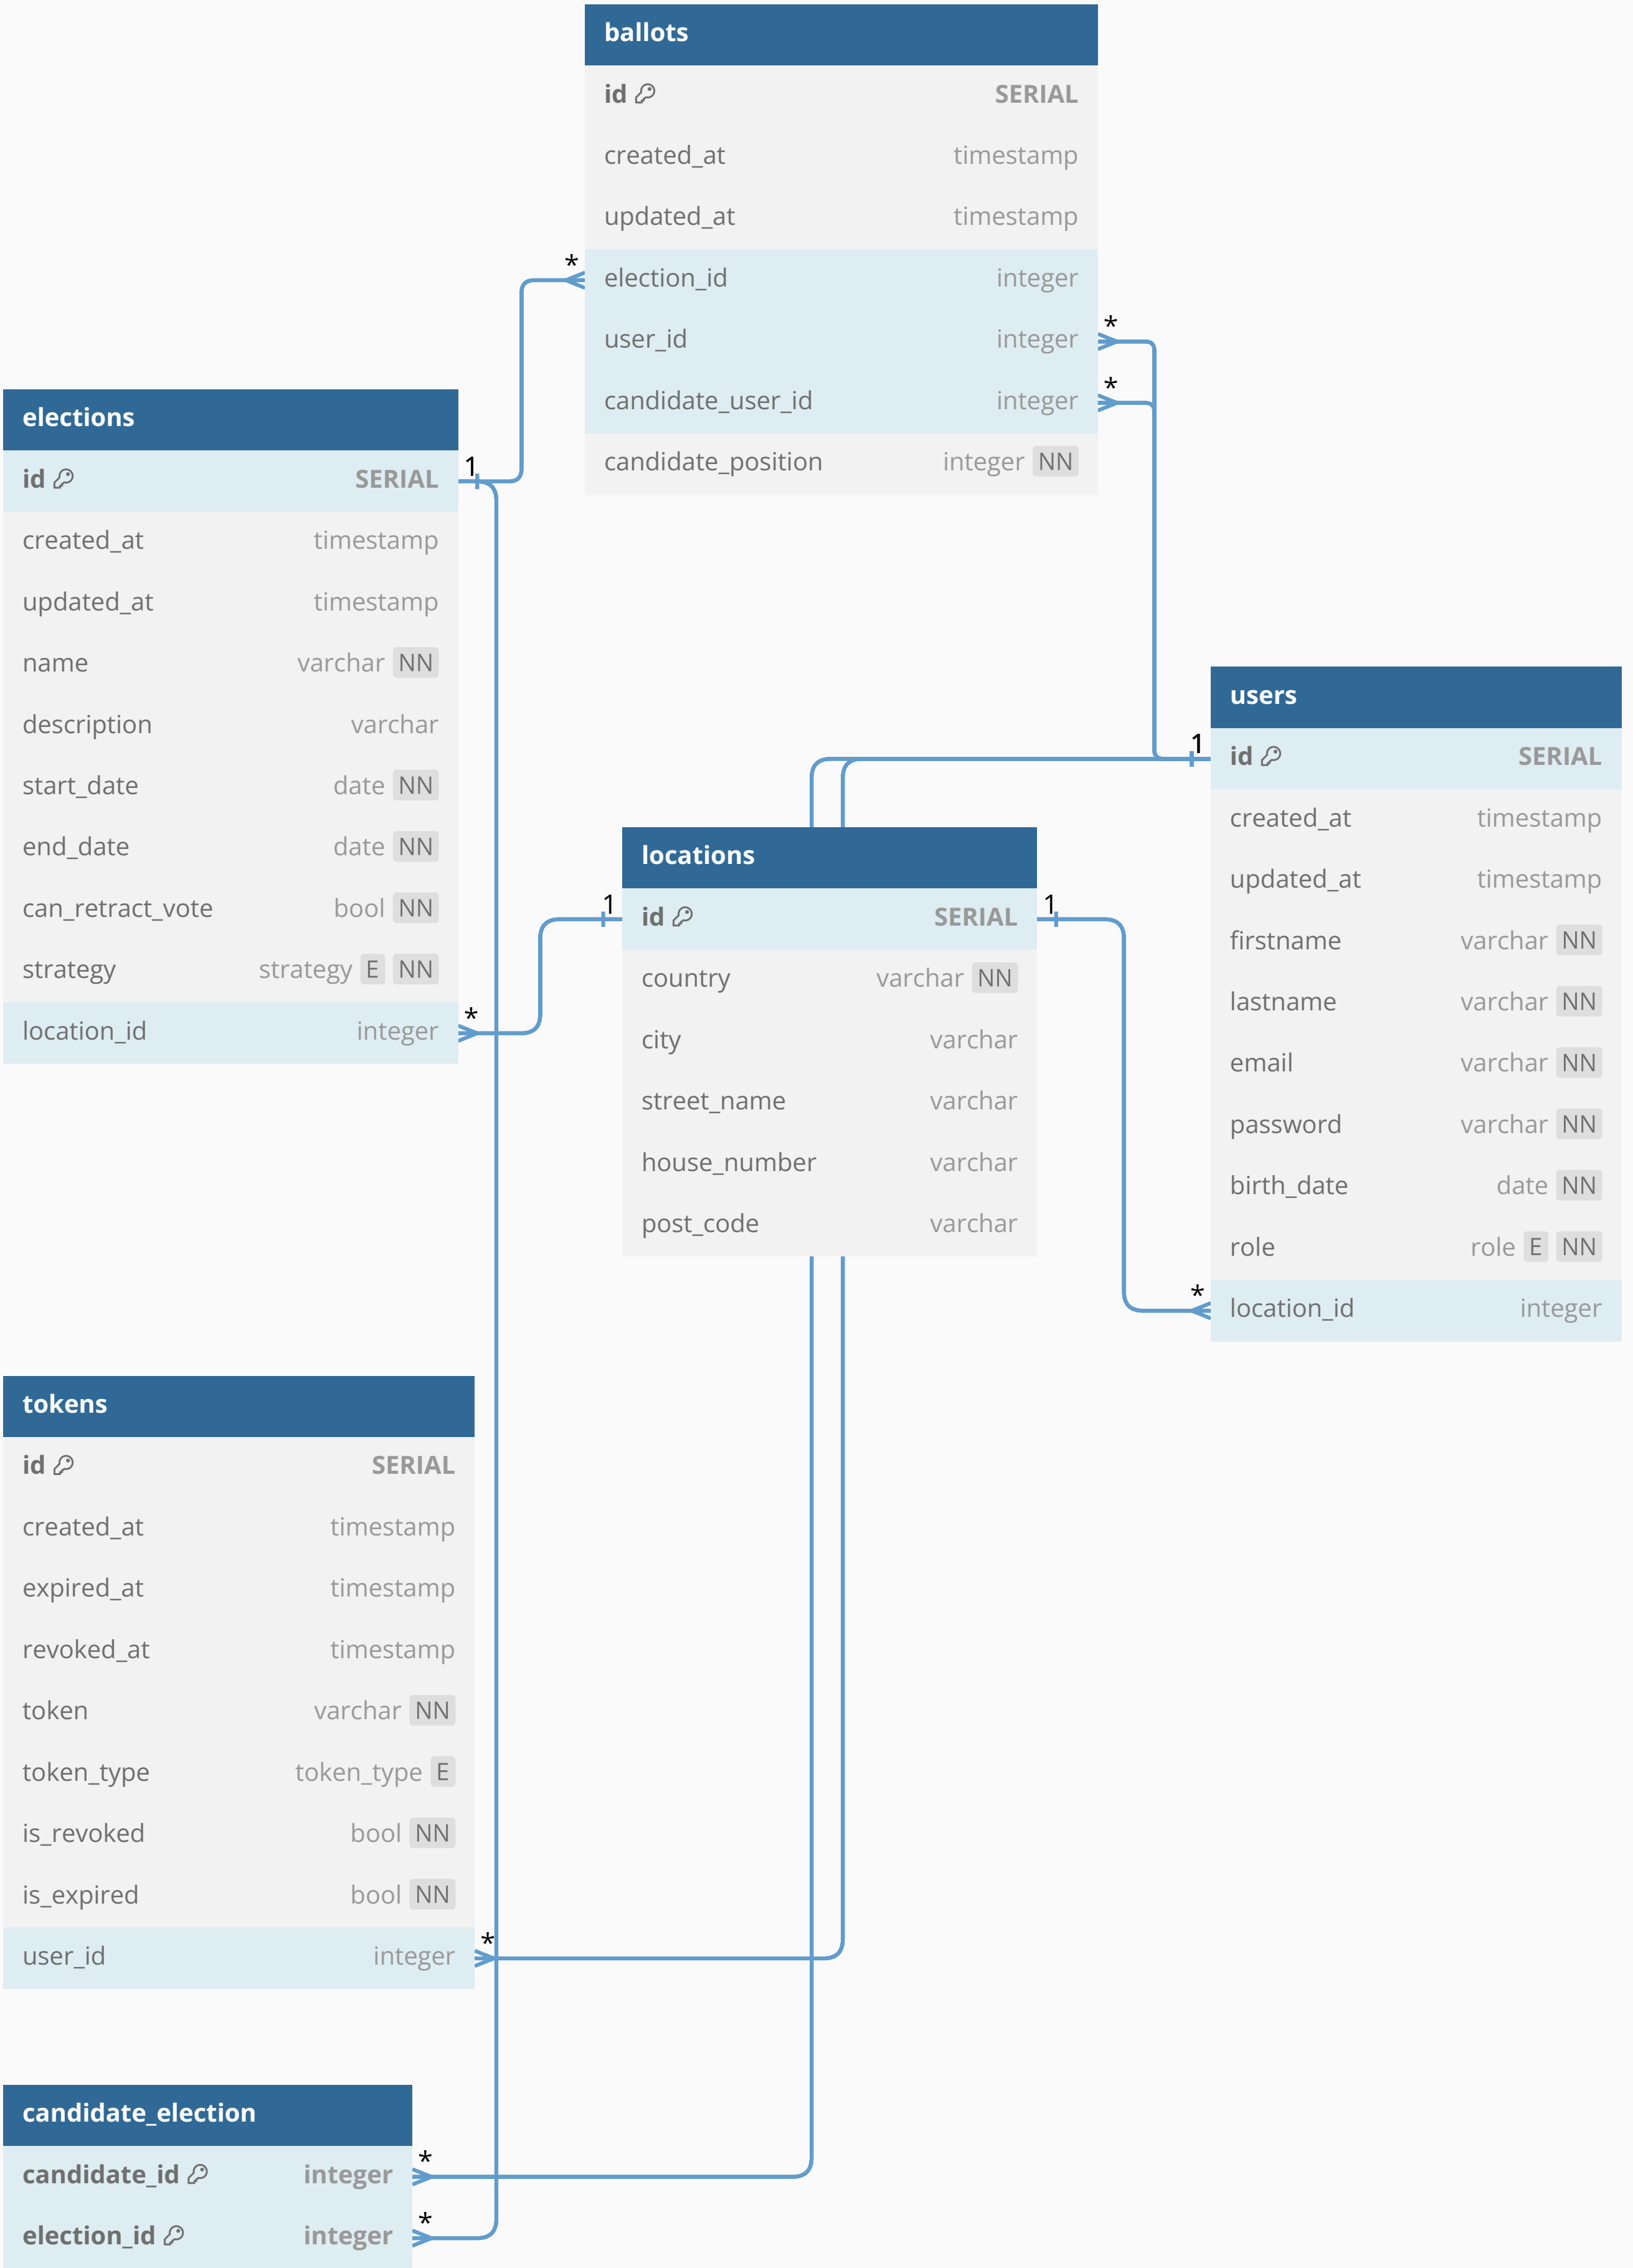 ballots
id SERIAL
created_at timestamp
updated_at timestamp
* election_id integer
user_id integer *
candidate_user_id integer *
candidate_position integer NN
elections
id SERIAL 1
created_at timestamp
updated_at timestamp
name varchar NN
description varchar
start_date date NN
end_date date NN
can_retract_vote bool NN
strategy strategy E NN
location_id integer *
users
1 id SERIAL
created_at timestamp
updated_at timestamp
firstname varchar NN
lastname varchar NN
email varchar NN
password varchar NN
birth_date date NN
role role E NN
* location_id integer
locations
1 id SERIAL 1
country varchar NN
city varchar
street_name varchar
house_number varchar
post_code varchar
tokens
id SERIAL
created_at timestamp
expired_at timestamp
revoked_at timestamp
token varchar NN
token_type token_type E
is_revoked bool NN
is_expired bool NN
user_id integer *
candidate_election
candidate_id integer *
election_id integer *